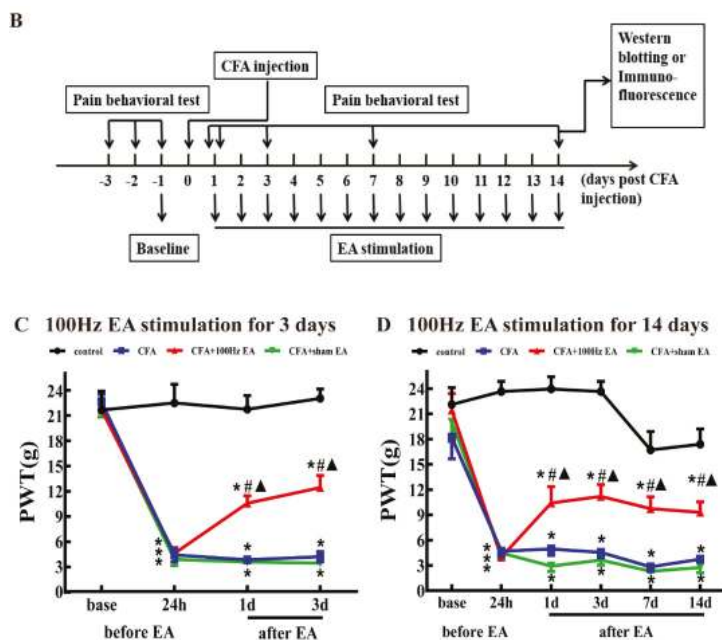 B
CFA injection
Western
blotting or
Immuno-
fluorescence
Pain behavioral test
Pain behavioral test
-3 -2 -1 0 1 2 3 4 5 6 7 8 9 10 11 12 13 14 (days post CFA
injection)
Baseline
EA stimulation
C 100Hz EA stimulation for 3 days
control CFA CFA+100Hz EA CFA+sham EA
PWT(g)
24
21
18
15
12
9
6
3
0
*#▲ *#▲
***
* *
* *
base 24h 1d 3d
before EA after EA
D 100Hz EA stimulation for 14 days
control CFA CFA+100Hz EA CFA+sham EA
PWT(g)
24
21
18
15
12
9
6
3
0
*#▲ *#▲ *#▲ *#▲
***
* * * *
* * * *
base 24h 1d 3d 7d 14d
before EA after EA